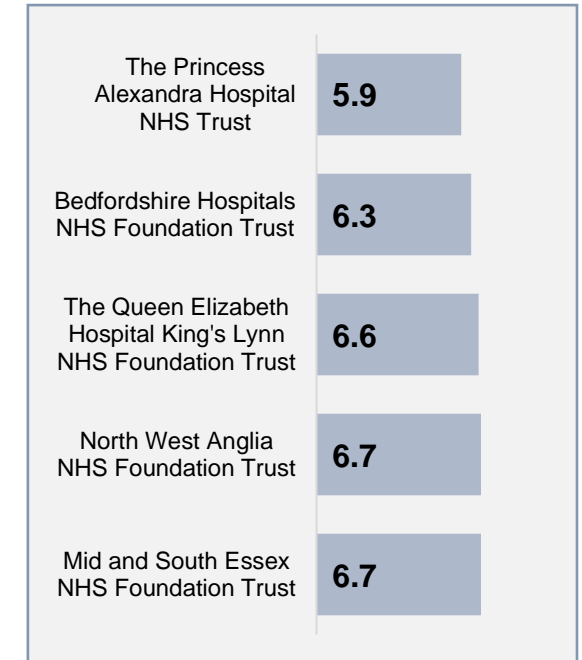 The Princess
Alexandra Hospital
NHS Trust
5.9
Bedfordshire Hospitals
NHS Foundation Trust
6.3
The Queen Elizabeth
Hospital King's Lynn
NHS Foundation Trust
6.6
North West Anglia
NHS Foundation Trust
6.7
Mid and South Essex
NHS Foundation Trust
6.7